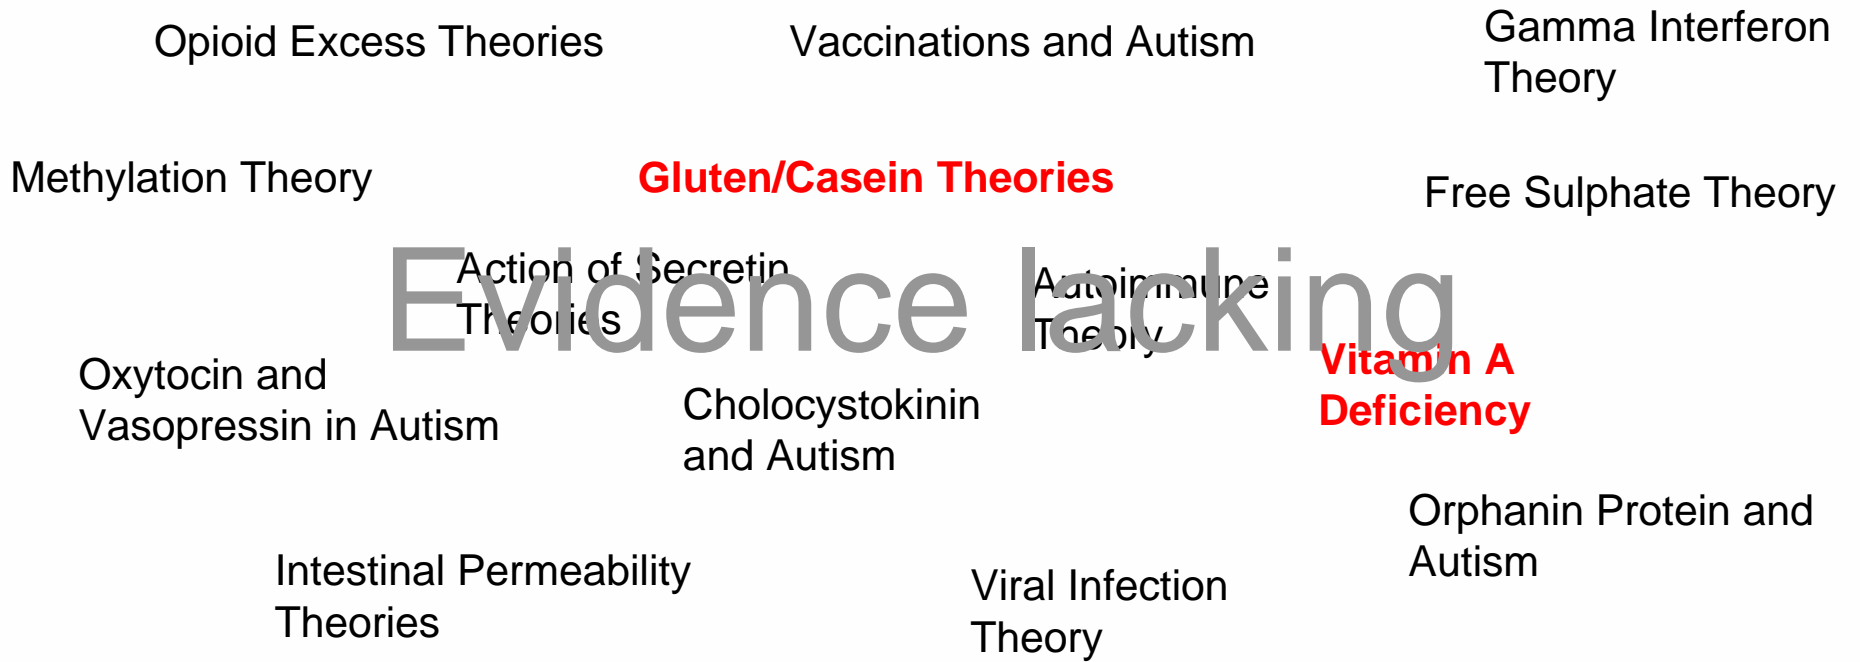 Opioid Excess Theories
Vaccinations and Autism
Gamma Interferon
Theory
Methylation Theory
Gluten/Casein Theories
Free Sulphate Theory
Action of Secretin
Theories
Evidence lacking
Autoimmune
Theory
Vitamin A
Deficiency
Oxytocin and
Vasopressin in Autism
Cholocystokinin
and Autism
Orphanin Protein and
Autism
Intestinal Permeability
Theories
Viral Infection
Theory